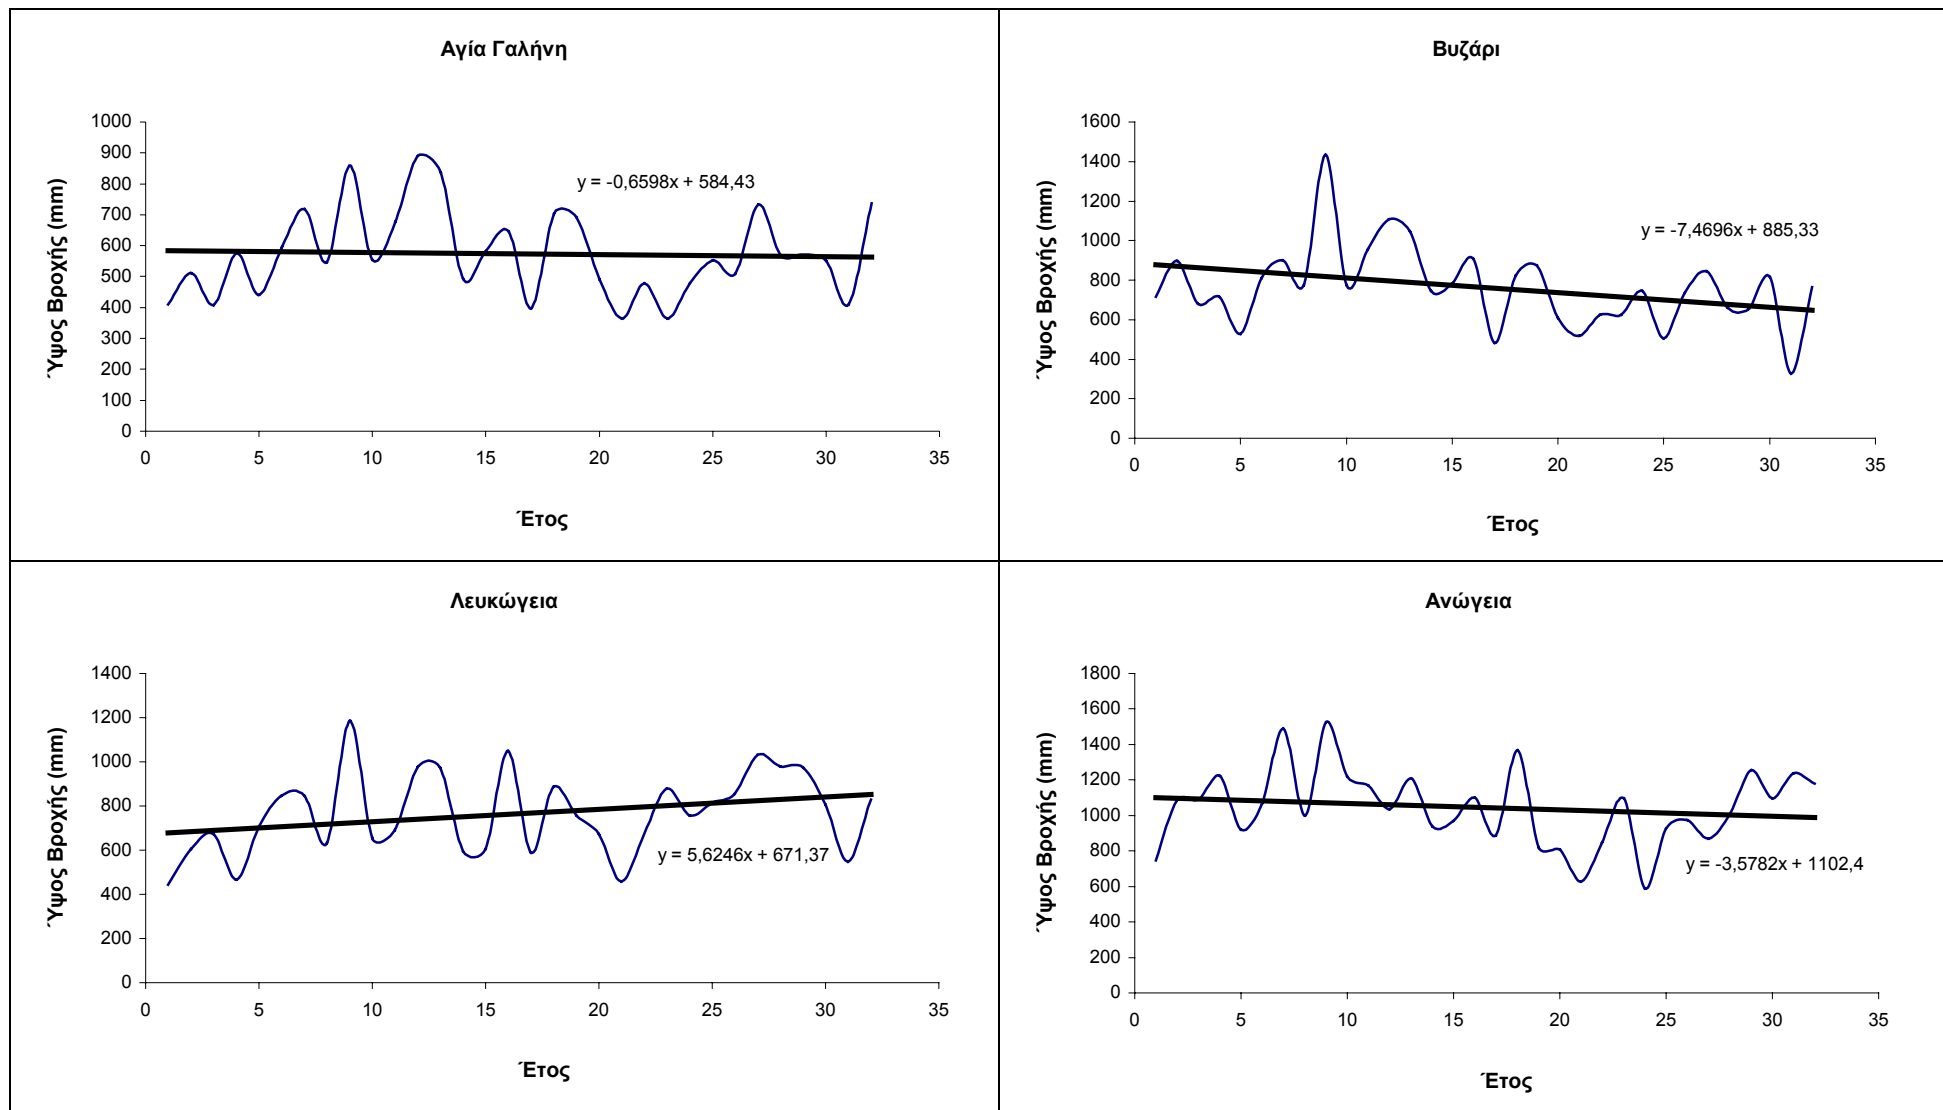 Αγία Γαλήνη
1000
900
800
700
600
500
400
300
200
100
0
Ύψος Βροχής (mm)
y = -0,6598x + 584,43
0 5 10 15 20 25 30 35
Έτος
Βυζάρι
1600
1400
1200
1000
800
600
400
200
0
Ύψος Βροχής (mm)
y = -7,4696x + 885,33
0 5 10 15 20 25 30 35
Έτος
Λευκώγεια
1400
1200
1000
800
600
400
200
0
Ύψος Βροχής (mm)
y = 5,6246x + 671,37
0 5 10 15 20 25 30 35
Έτος
Ανώγεια
1800
1600
1400
1200
1000
800
600
400
200
0
Ύψος Βροχής (mm)
y = -3,5782x + 1102,4
0 5 10 15 20 25 30 35
Έτος